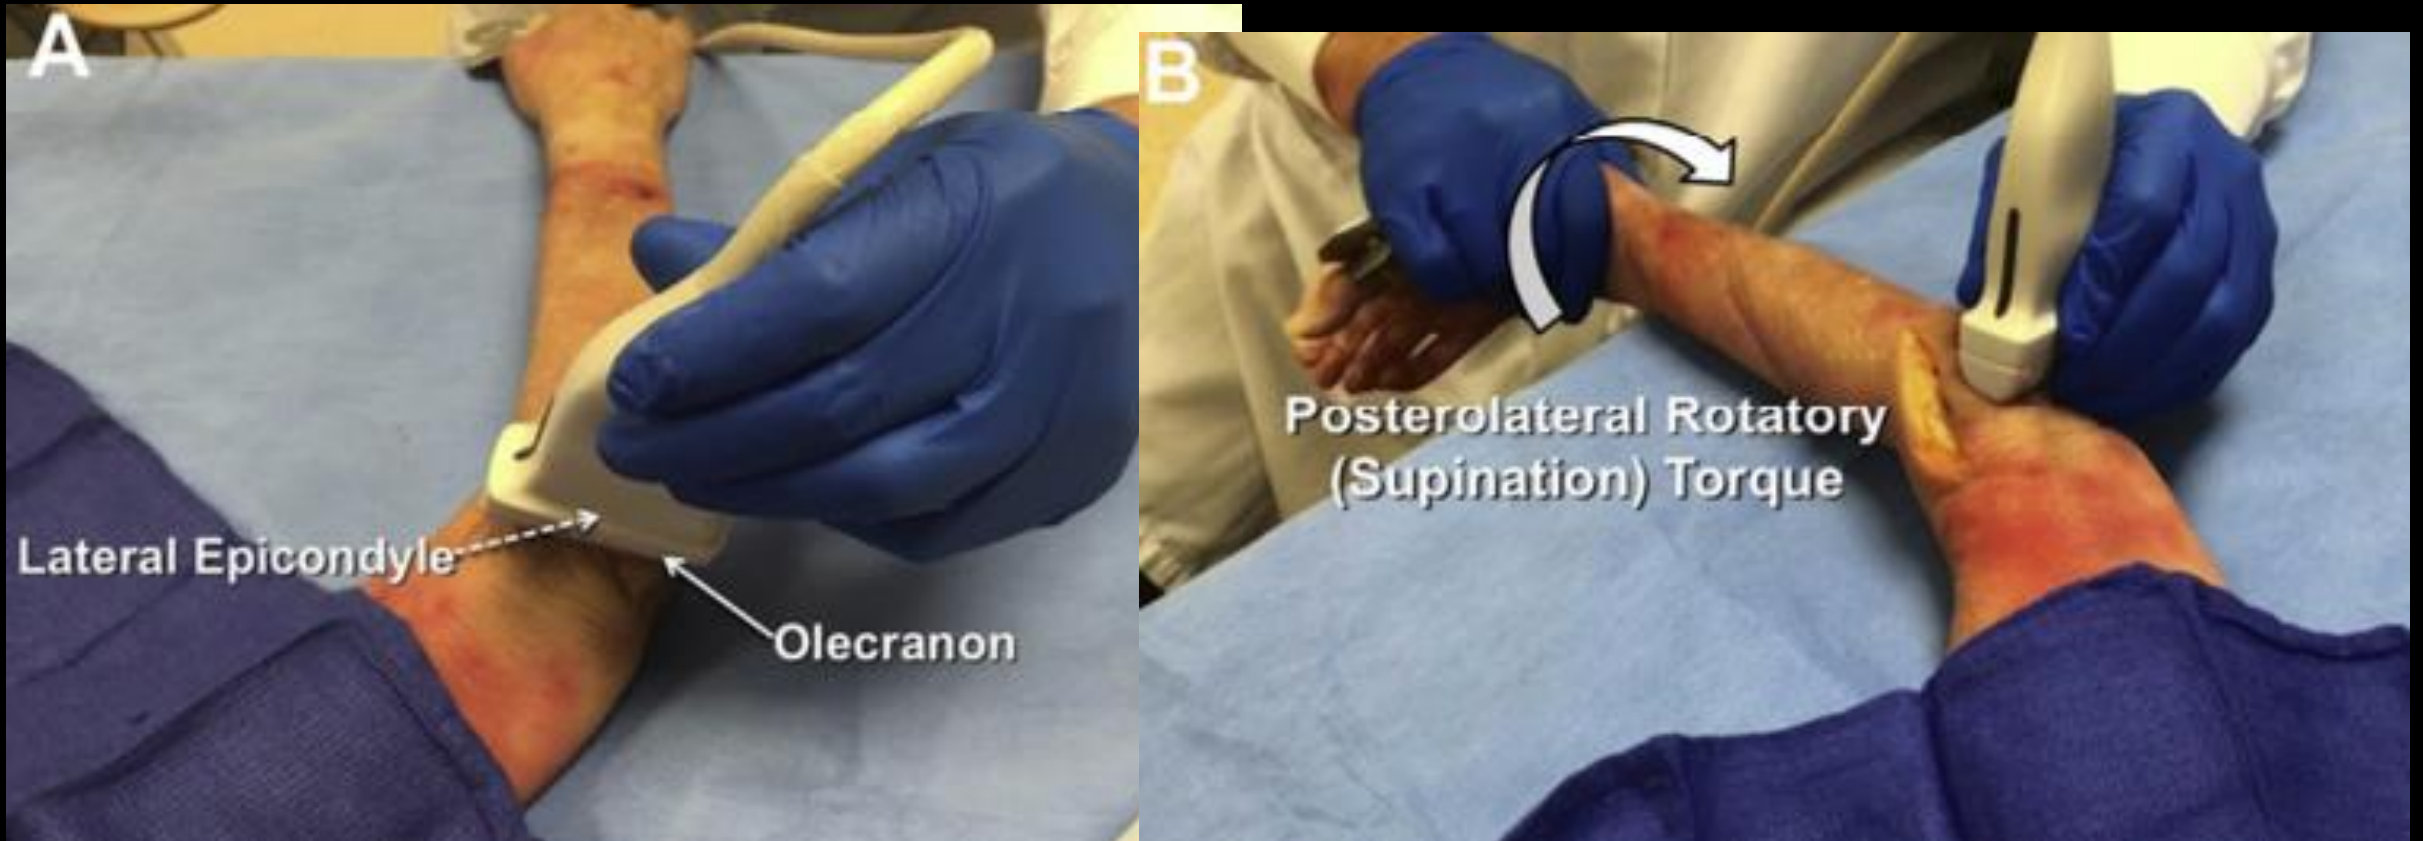 A
Lateral Epicondyle
Olecranon
B
Posterolateral Rotatory
(Supination) Torque